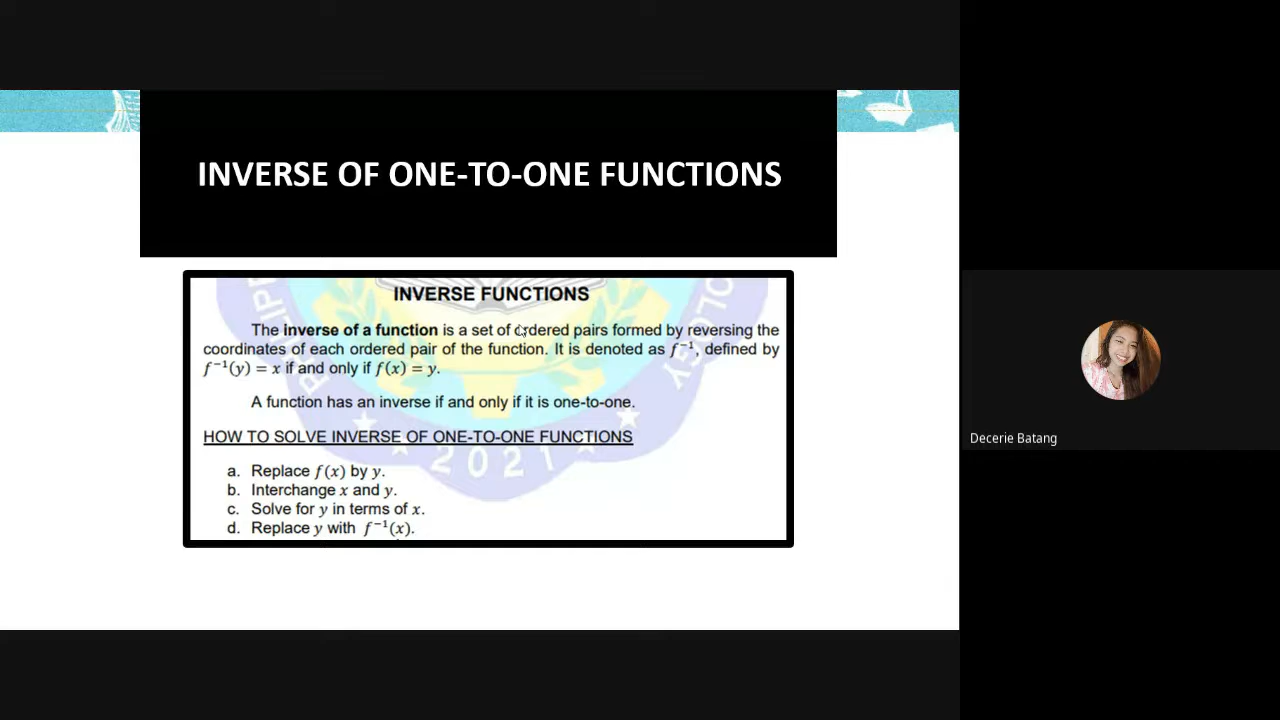 INVERSE OF ONE-TO-ONE FUNCTIONS
INVERSE FUNCTIONS
The inverse of a function is a set of ordered pairs formed by reversing the
coordinates of each ordered pair of the function. It is denoted as f⁻¹, defined by
f⁻¹(y) = x if and only if f(x) = y.
A function has an inverse if and only if it is one-to-one.
HOW TO SOLVE INVERSE OF ONE-TO-ONE FUNCTIONS
a. Replace f(x) by y.
b. Interchange x and y.
c. Solve for y in terms of x.
d. Replace y with f⁻¹(x).
2021
Decerie Batang